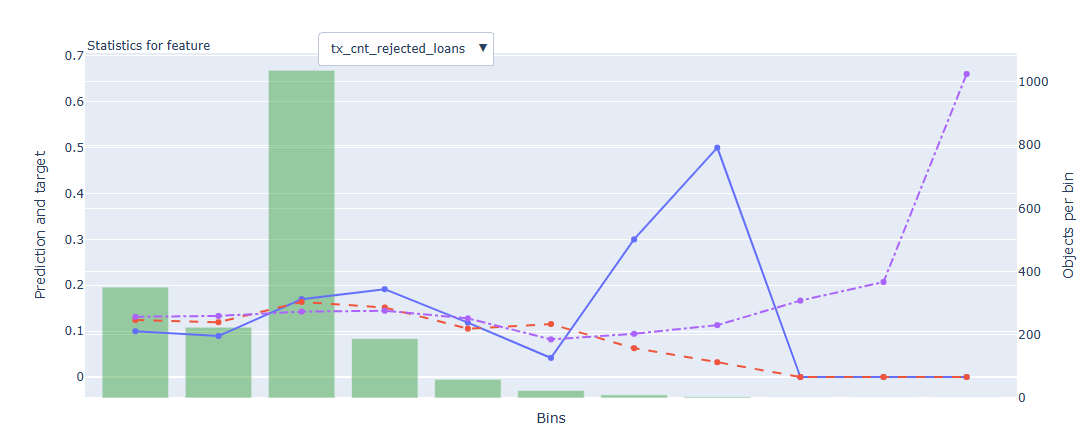 Statistics for feature
tx_cnt_rejected_loans ▼
Prediction and target
0.7
0.6
0.5
0.4
0.3
0.2
0.1
0
1000
800
600
400
200
0
Objects per bin
Bins